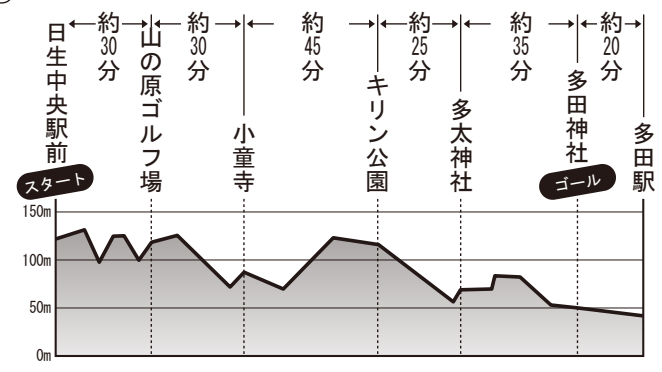 日生中央駅前
スタート
約30分
山の原ゴルフ場
約30分
小童寺
約45分
キリン公園
約25分
多太神社
約35分
多田神社
ゴール
約20分
多田駅
150m
100m
50m
0m